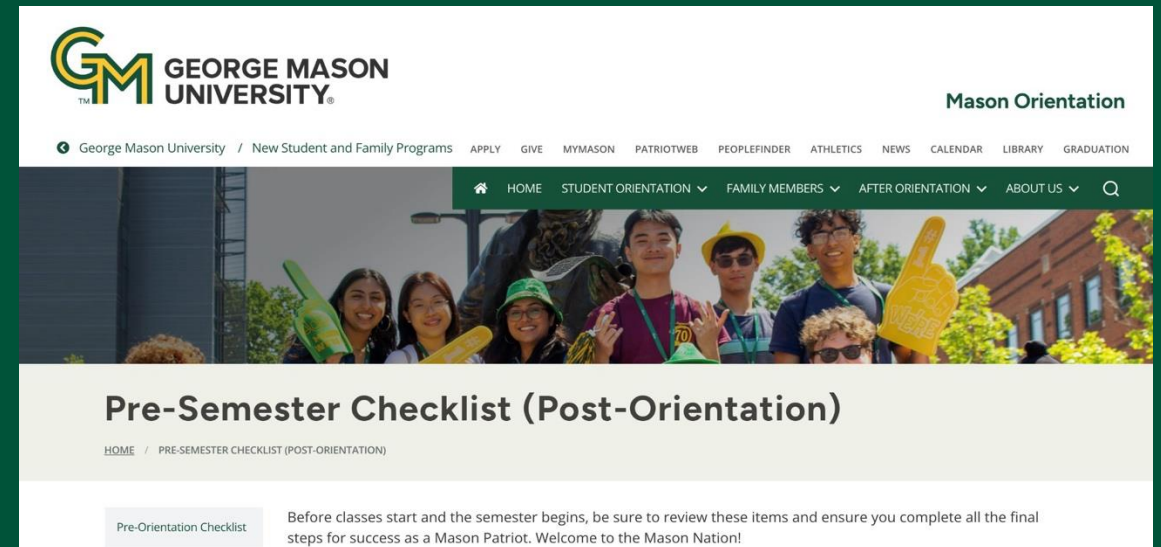 GM
TM
GEORGE MASON
UNIVERSITY®
Mason Orientation
George Mason University / New Student and Family Programs APPLY GIVE MYMASON PATRIOTWEB PEOPLEFINDER ATHLETICS NEWS CALENDAR LIBRARY GRADUATION
HOME STUDENT ORIENTATION FAMILY MEMBERS AFTER ORIENTATION ABOUT US
Pre-Semester Checklist (Post-Orientation)
HOME / PRE-SEMESTER CHECKLIST (POST-ORIENTATION)
Pre-Orientation Checklist
Before classes start and the semester begins, be sure to review these items and ensure you complete all the final
steps for success as a Mason Patriot. Welcome to the Mason Nation!